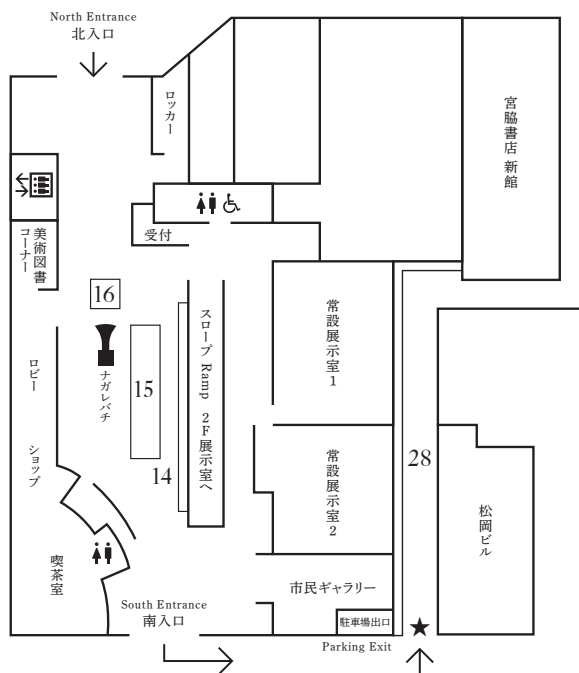 North Entrance
北入口
ロッカー
宮脇書店 新館
受付
美術図書
コーナー
16
ナガレバチ
15
14
スロープ Ramp 2F展示室へ
常設展示室1
28
ロビー
ショップ
常設展示室2
松岡ビル
喫茶室
市民ギャラリー
South Entrance
南入口
駐車場出口
Parking Exit